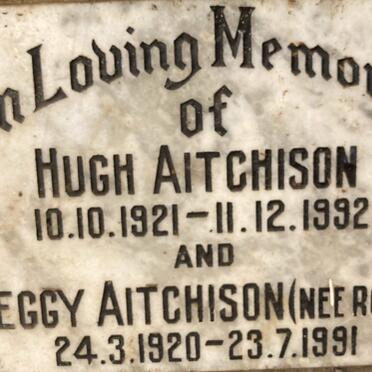 n Loving Memo
of
HUGH AITCHISON
10.10.1921-11.12.1992
AND
EGGY AITCHISON (NEE R
24.3.1920-23.7.1991